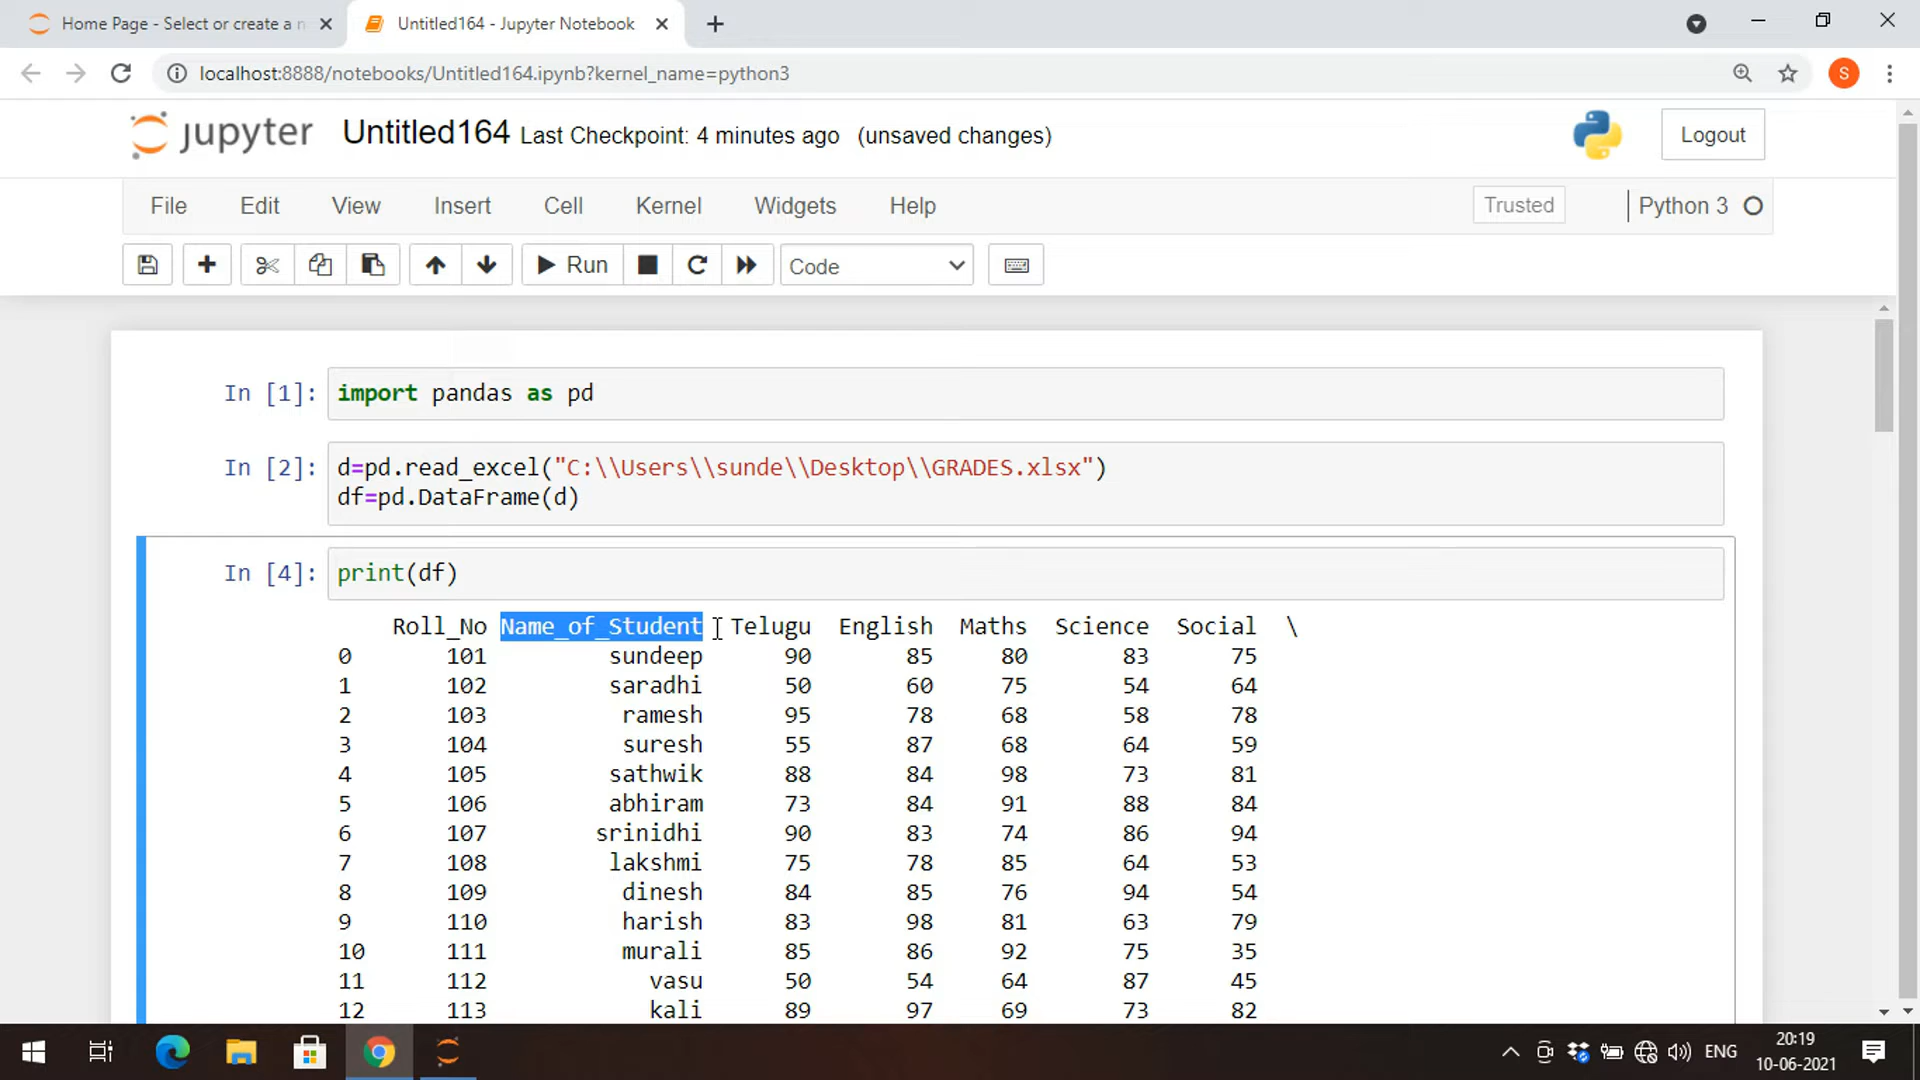 Home Page - Select or create a n
Untitled164 - Jupyter Notebook
localhost:8888/notebooks/Untitled164.ipynb?kernel_name=python3
S
jupyter Untitled164 Last Checkpoint: 4 minutes ago (unsaved changes)
Logout
File Edit View Insert Cell Kernel Widgets Help
Trusted Python 3
Run Code
In [1]: import pandas as pd
In [2]: d=pd.read_excel("C:\\Users\\sunde\\Desktop\\GRADES.xlsx")
df=pd.DataFrame(d)
In [4]: print(df)
Roll_No Name_of_Student Telugu English Maths Science Social \
0 101 sundeep 90 85 80 83 75
1 102 saradhi 50 60 75 54 64
2 103 ramesh 95 78 68 58 78
3 104 suresh 55 87 68 64 59
4 105 sathwik 88 84 98 73 81
5 106 abhiram 73 84 91 88 84
6 107 srinidhi 90 83 74 86 94
7 108 lakshmi 75 78 85 64 53
8 109 dinesh 84 85 76 94 54
9 110 harish 83 98 81 63 79
10 111 murali 85 86 92 75 35
11 112 vasu 50 54 64 87 45
12 113 kali 89 97 69 73 82
ENG
20:19
10-06-2021